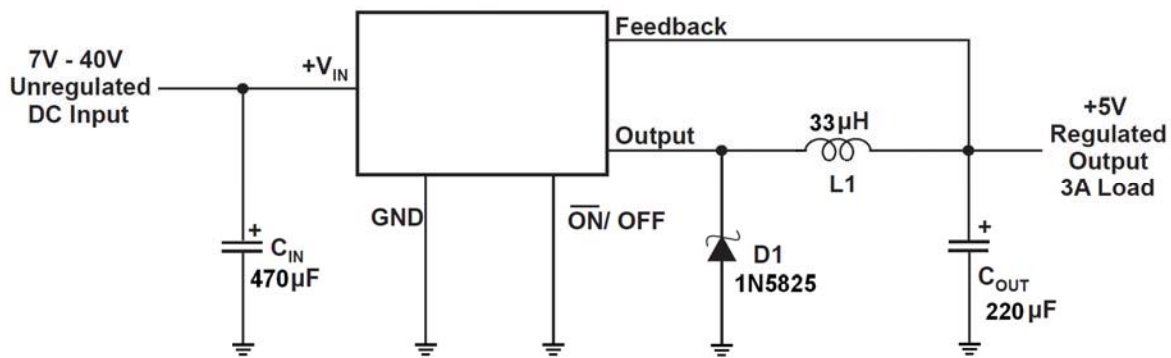 Feedback
7V - 40V
Unregulated
DC Input
+V_IN
+5V
Regulated
Output
3A Load
Output
33μH
L1
GND
ON/ OFF
+
C_IN
470μF
D1
1N5825
+
C_OUT
220μF